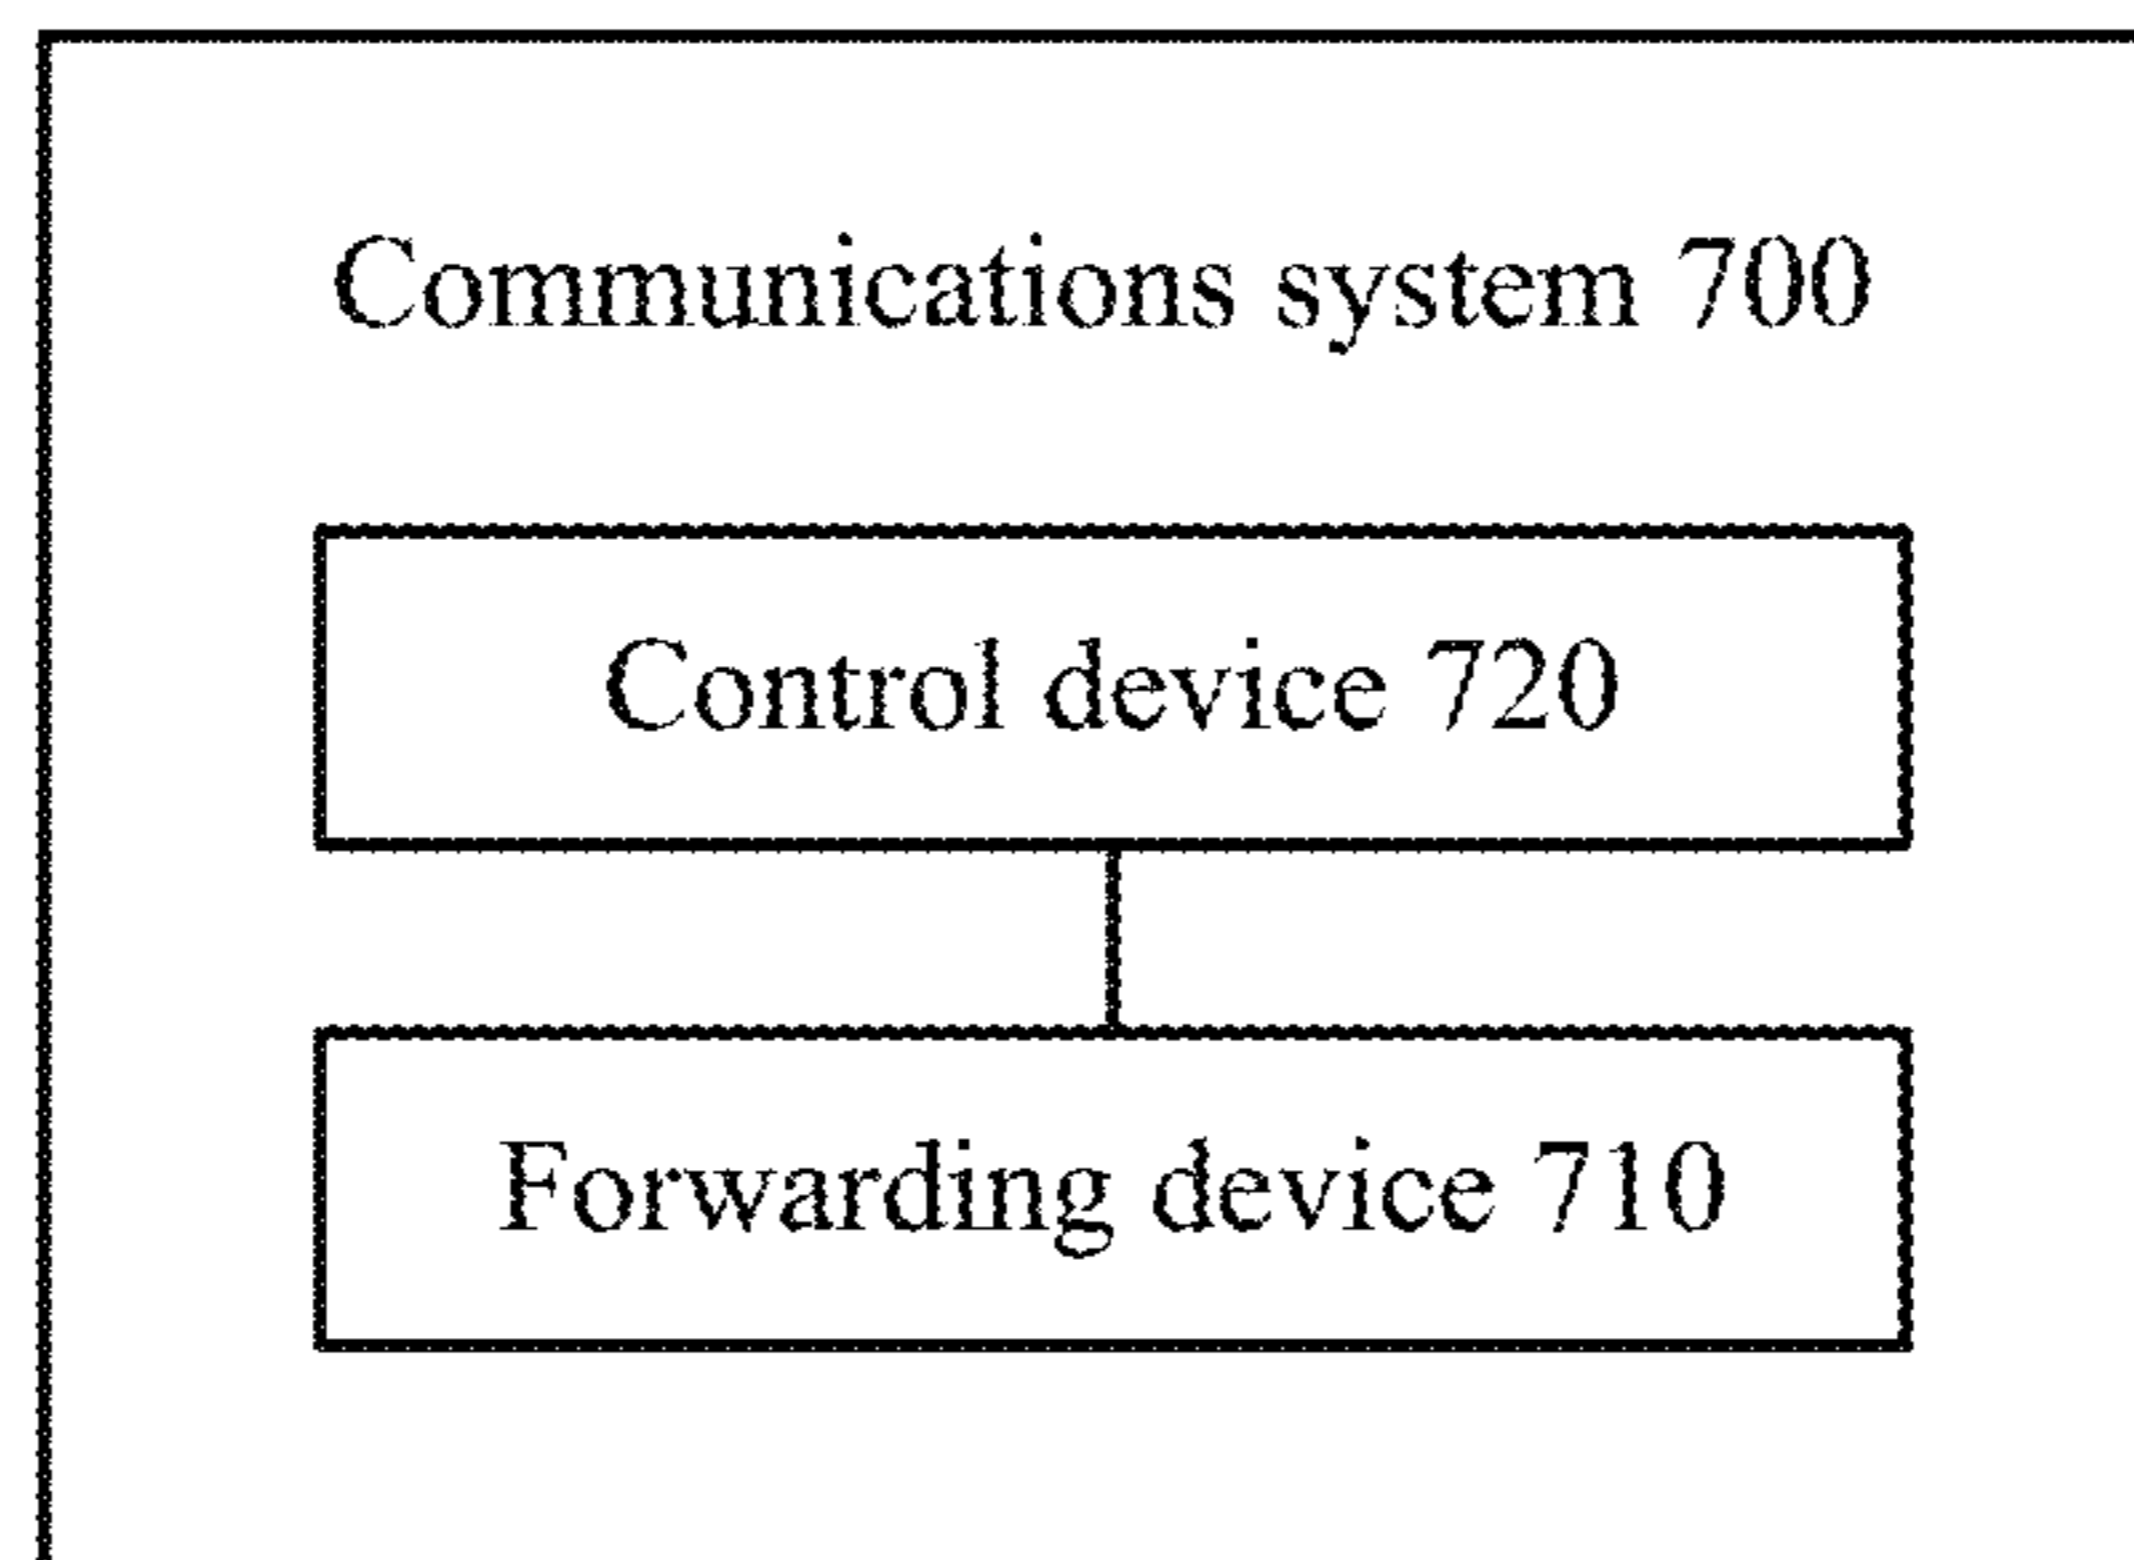 Communications system 700
Control device 720
Forwarding device 710